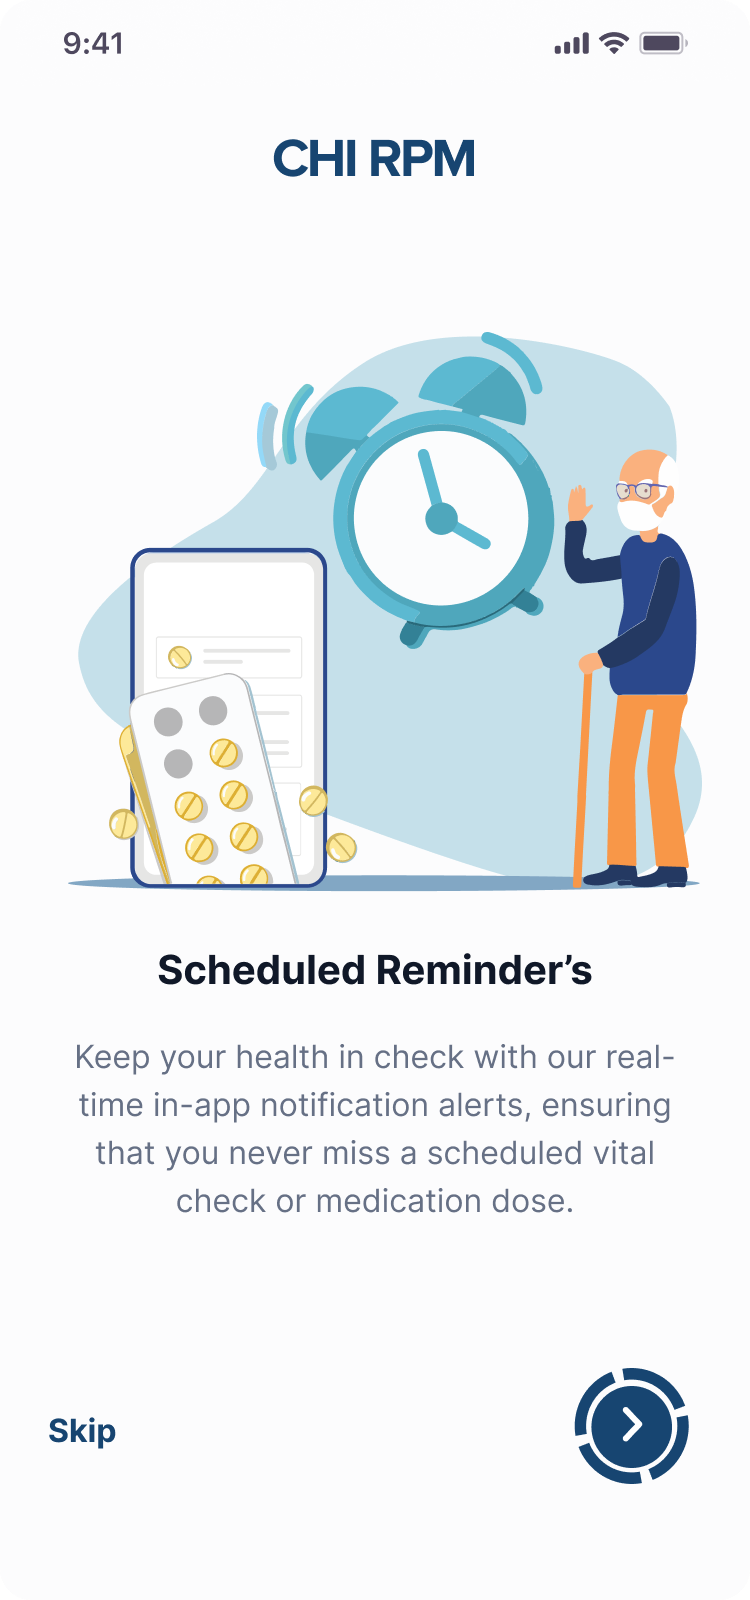 9:41
CHI RPM
Scheduled Reminder’s
Keep your health in check with our real-
time in-app notification alerts, ensuring
that you never miss a scheduled vital
check or medication dose.
Skip